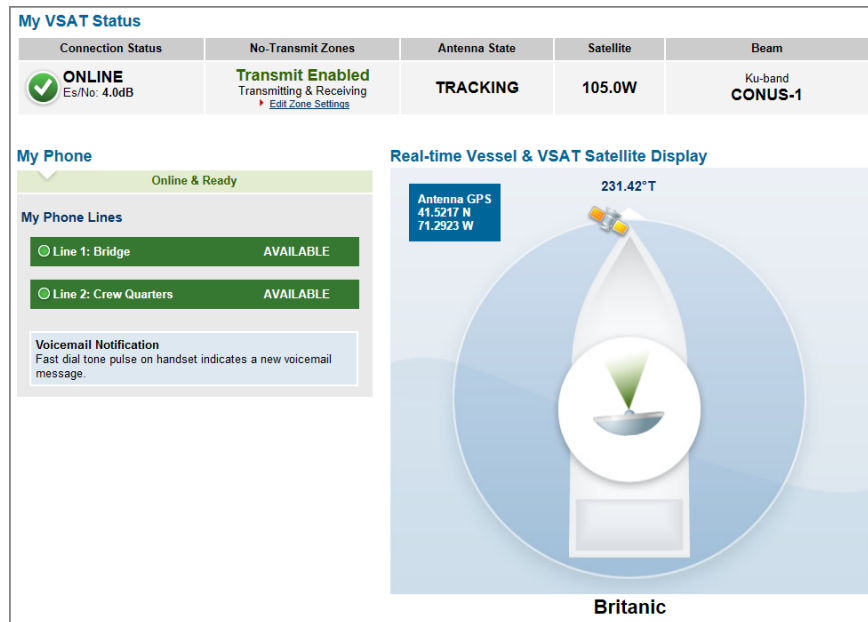 My VSAT Status
Connection Status
No-Transmit Zones
Antenna State
Satellite
Beam
ONLINE
Es/No: 4.0dB
Transmit Enabled
Transmitting & Receiving
Edit Zone Settings
TRACKING
105.0W
Ku-band
CONUS-1
My Phone
Online & Ready
My Phone Lines
Line 1: Bridge AVAILABLE
Line 2: Crew Quarters AVAILABLE
Voicemail Notification
Fast dial tone pulse on handset indicates a new voicemail
message.
Real-time Vessel & VSAT Satellite Display
231.42°T
Antenna GPS
41.5217 N
71.2923 W
Britanic